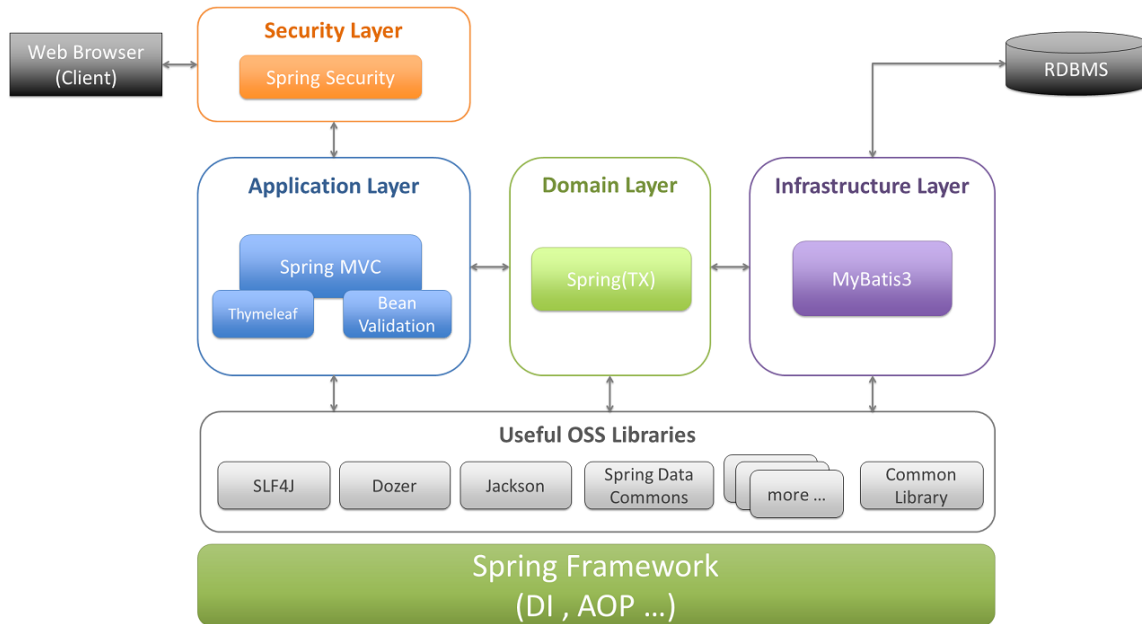 Security Layer
Web Browser
(Client)
Spring Security
RDBMS
Application Layer
Domain Layer
Infrastructure Layer
Spring MVC
Thymeleaf
Bean
Validation
Spring(TX)
MyBatis3
Useful OSS Libraries
SLF4J
Dozer
Jackson
Spring Data
Commons
more ...
Common
Library
Spring Framework
(DI , AOP ...)